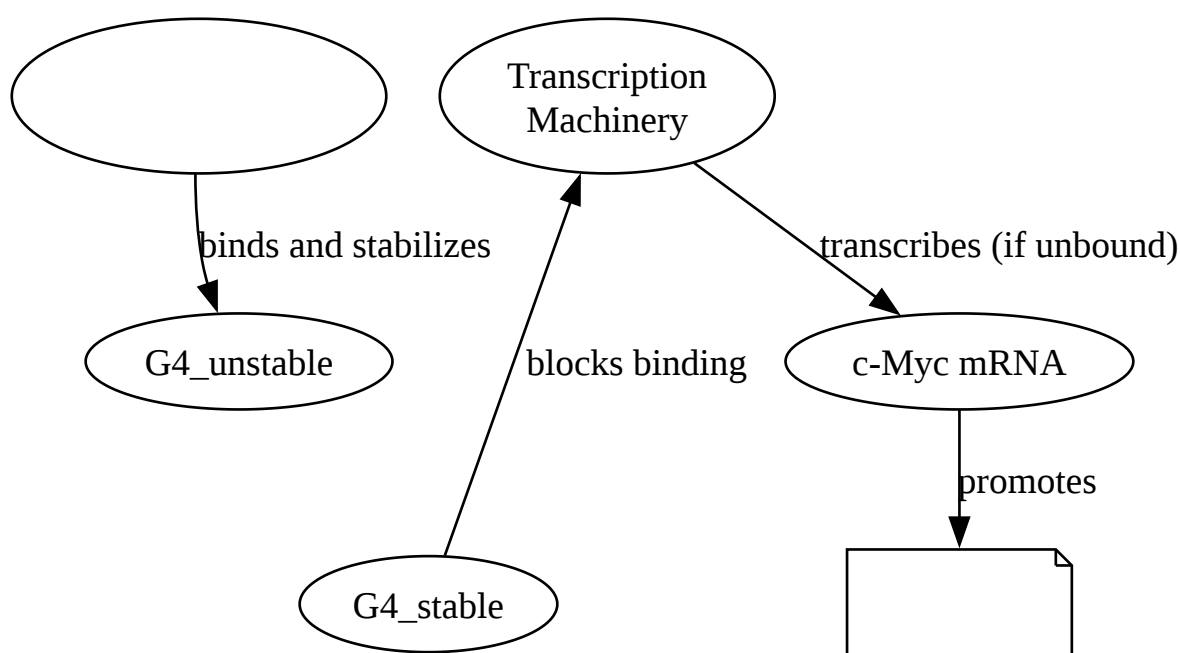 Transcription
Machinery
binds and stabilizes
transcribes (if unbound)
G4_unstable
blocks binding
c-Myc mRNA
promotes
G4_stable